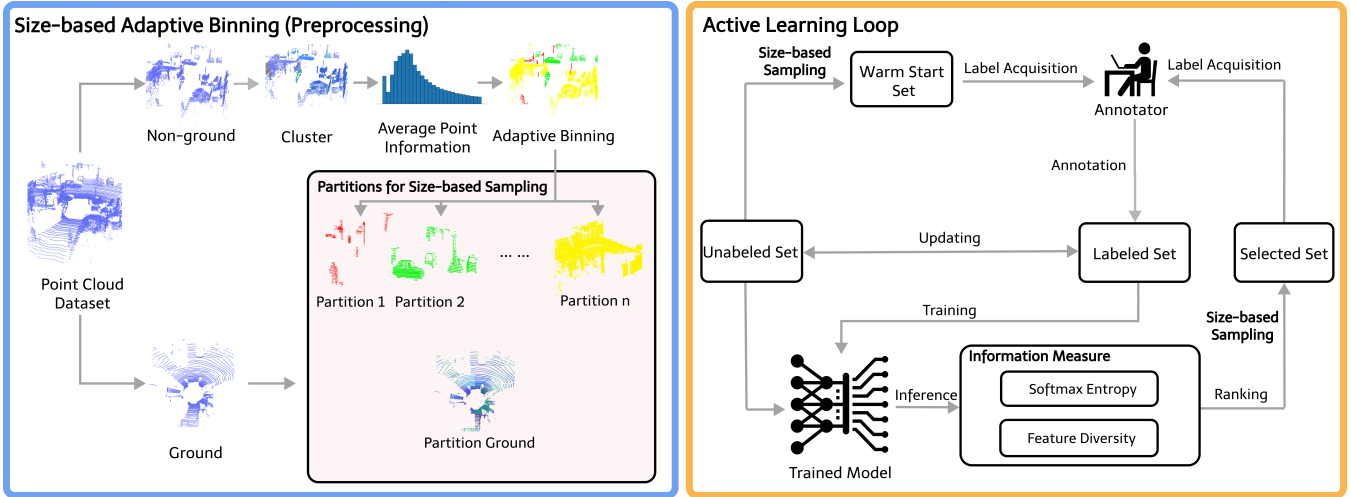 Size-based Adaptive Binning (Preprocessing)
Non-ground
Cluster
Average Point
Information
Adaptive Binning
Point Cloud
Dataset
Partitions for Size-based Sampling
Partition 1
Partition 2
... ...
Partition n
Partition Ground
Ground
Active Learning Loop
Size-based
Sampling
Warm Start
Set
Label Acquisition
Annotator
Label Acquisition
Annotation
Unabeled Set
Updating
Labeled Set
Selected Set
Training
Size-based
Sampling
Trained Model
Inference
Information Measure
Softmax Entropy
Feature Diversity
Ranking